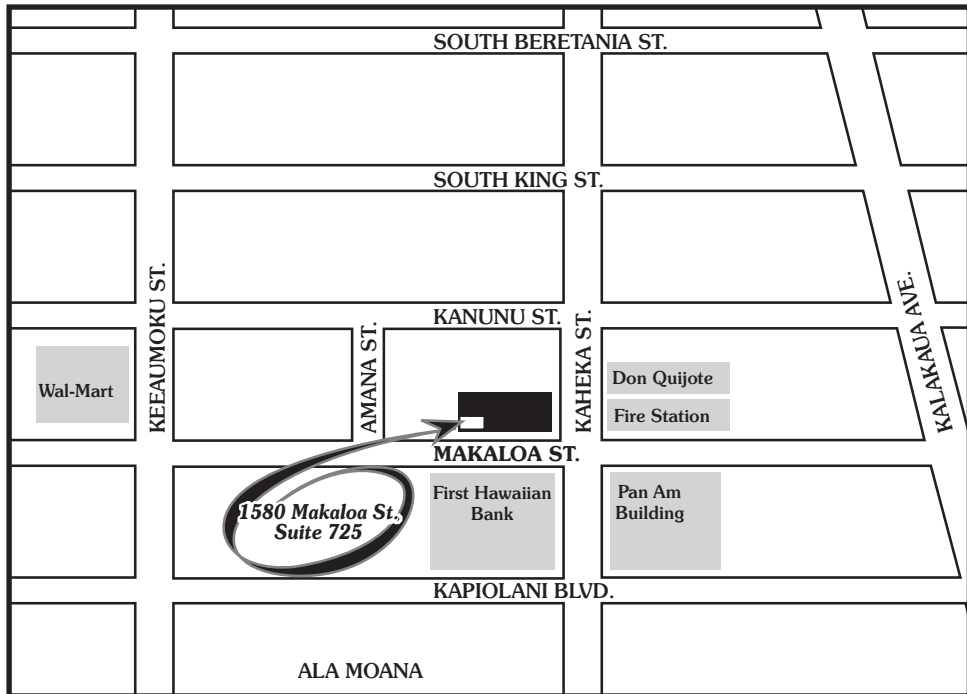 SOUTH BERETANIA ST.
SOUTH KING ST.
KEEAUMOKU ST.
KANUNU ST.
AMANA ST.
KAHEKA ST.
KALAKAUA AVE.
Wal-Mart
Don Quijote
Fire Station
MAKALOA ST.
1580 Makaloa St.,
Suite 725
First Hawaiian
Bank
Pan Am
Building
KAPIOLANI BLVD.
ALA MOANA